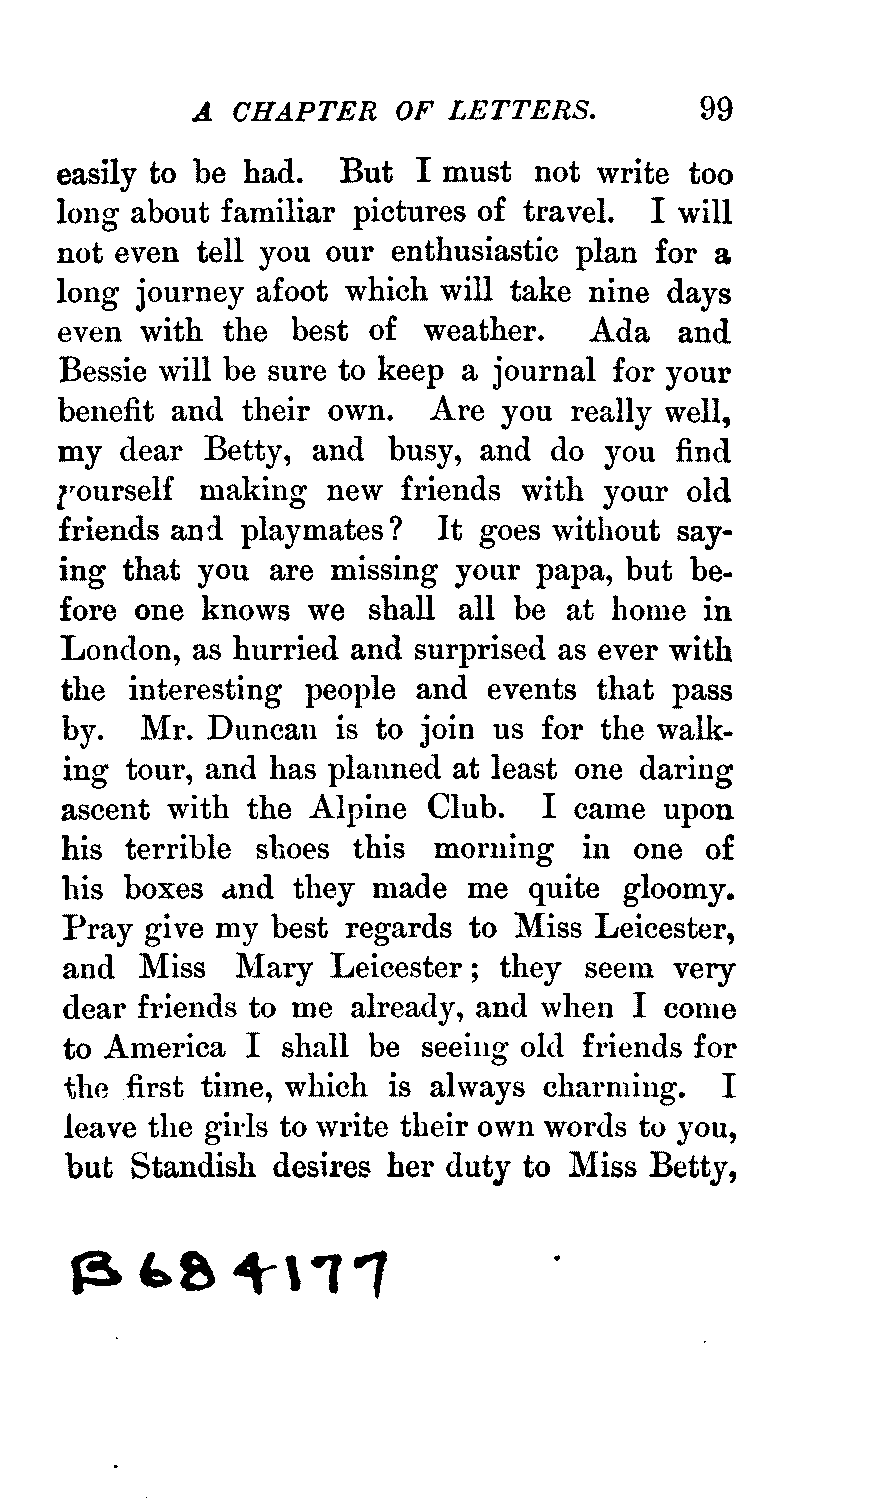 A CHAPTER OF LETTERS. 99
easily to be had. But I must not write too
long about familiar pictures of travel. I will
not even tell you our enthusiastic plan for a
long journey afoot which will take nine days
even with the best of weather. Ada and
Bessie will be sure to keep a journal for your
benefit and their own. Are you really well,
my dear Betty, and busy, and do you find
yourself making new friends with your old
friends and playmates? It goes without say-
ing that you are missing your papa, but be-
fore one knows we shall all be at home in
London, as hurried and surprised as ever with
the interesting people and events that pass
by. Mr. Duncan is to join us for the walk-
ing tour, and has planned at least one daring
ascent with the Alpine Club. I came upon
his terrible shoes this morning in one of
his boxes and they made me quite gloomy.
Pray give my best regards to Miss Leicester,
and Miss Mary Leicester; they seem very
dear friends to me already, and when I come
to America I shall be seeing old friends for
the first time, which is always charming. I
leave the girls to write their own words to you,
but Standish desires her duty to Miss Betty,
B684177